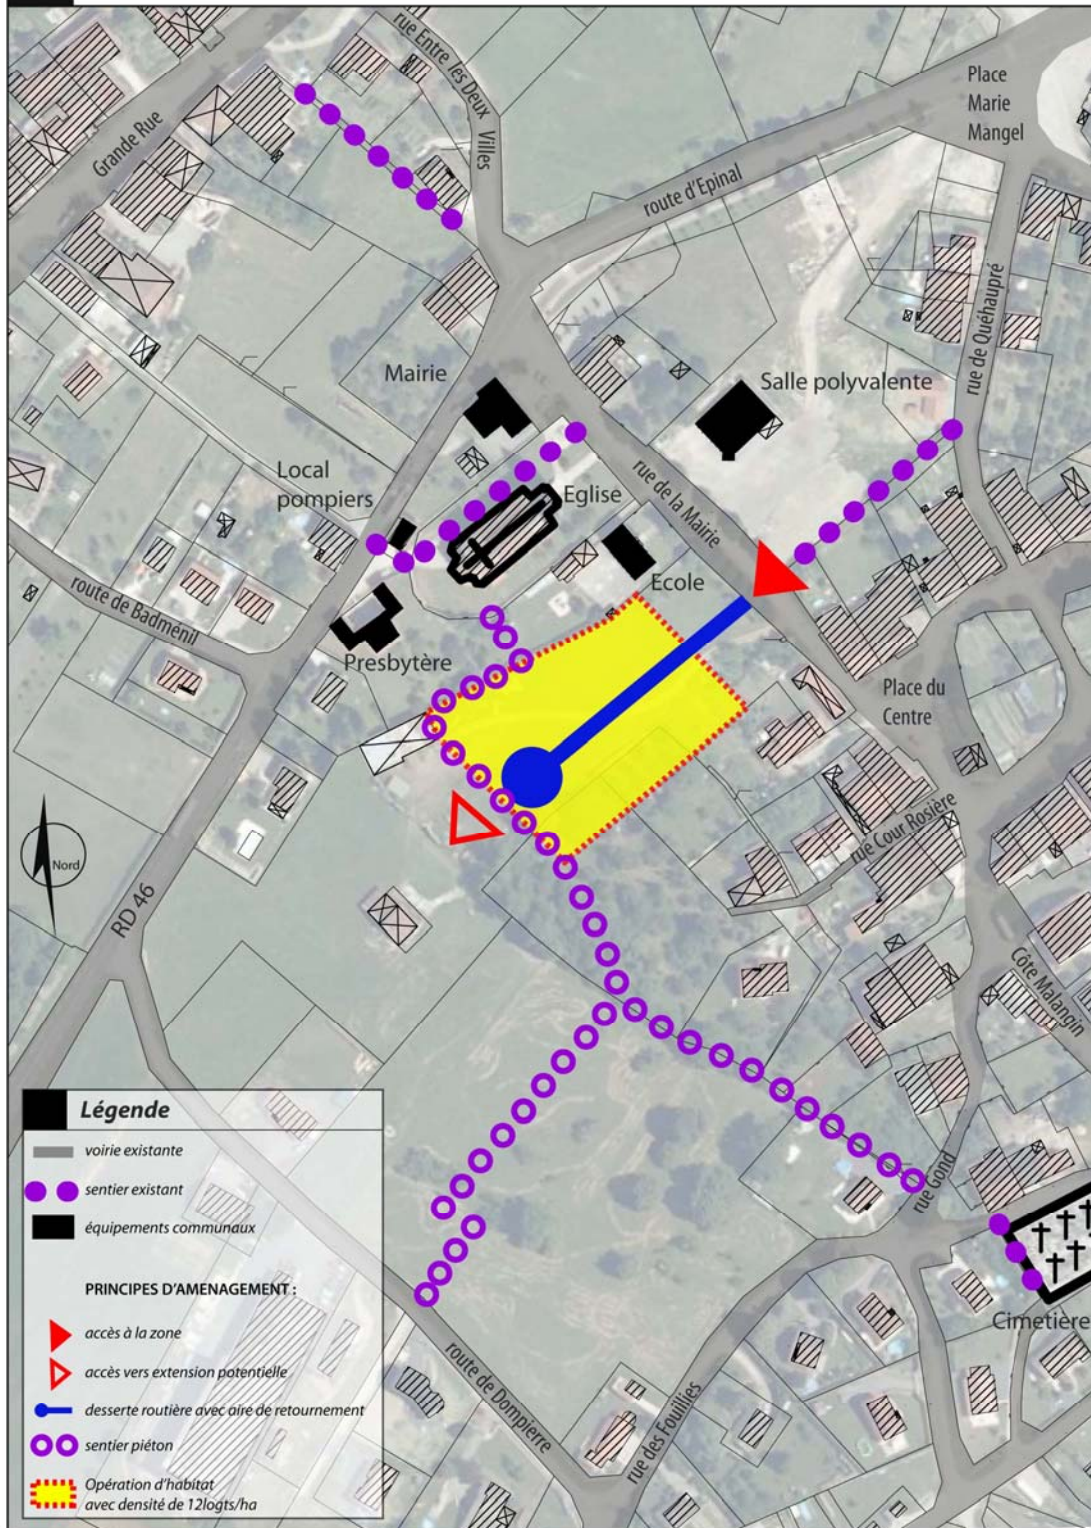 rue Entre les Deux Villes
Place
Marie
Mangel
Grande Rue
route d'Epinal
rue de Quéhaupré
Mairie
Salle polyvalente
Local
pompiers
Eglise
rue de la Mairie
Ecole
route de Badmenil
Presbytère
Place du
Centre
rue Cour Rosière
Nord
RD 46
Côte Malangin
rue Gond
Cimetière
route de Dompierre
rue des Fouillies
Légende
voirie existante
sentier existant
équipements communaux
PRINCIPES D'AMENAGEMENT :
accès à la zone
accès vers extension potentielle
desserte routière avec aire de retournement
sentier piéton
Opération d'habitat
avec densité de 12logts/ha